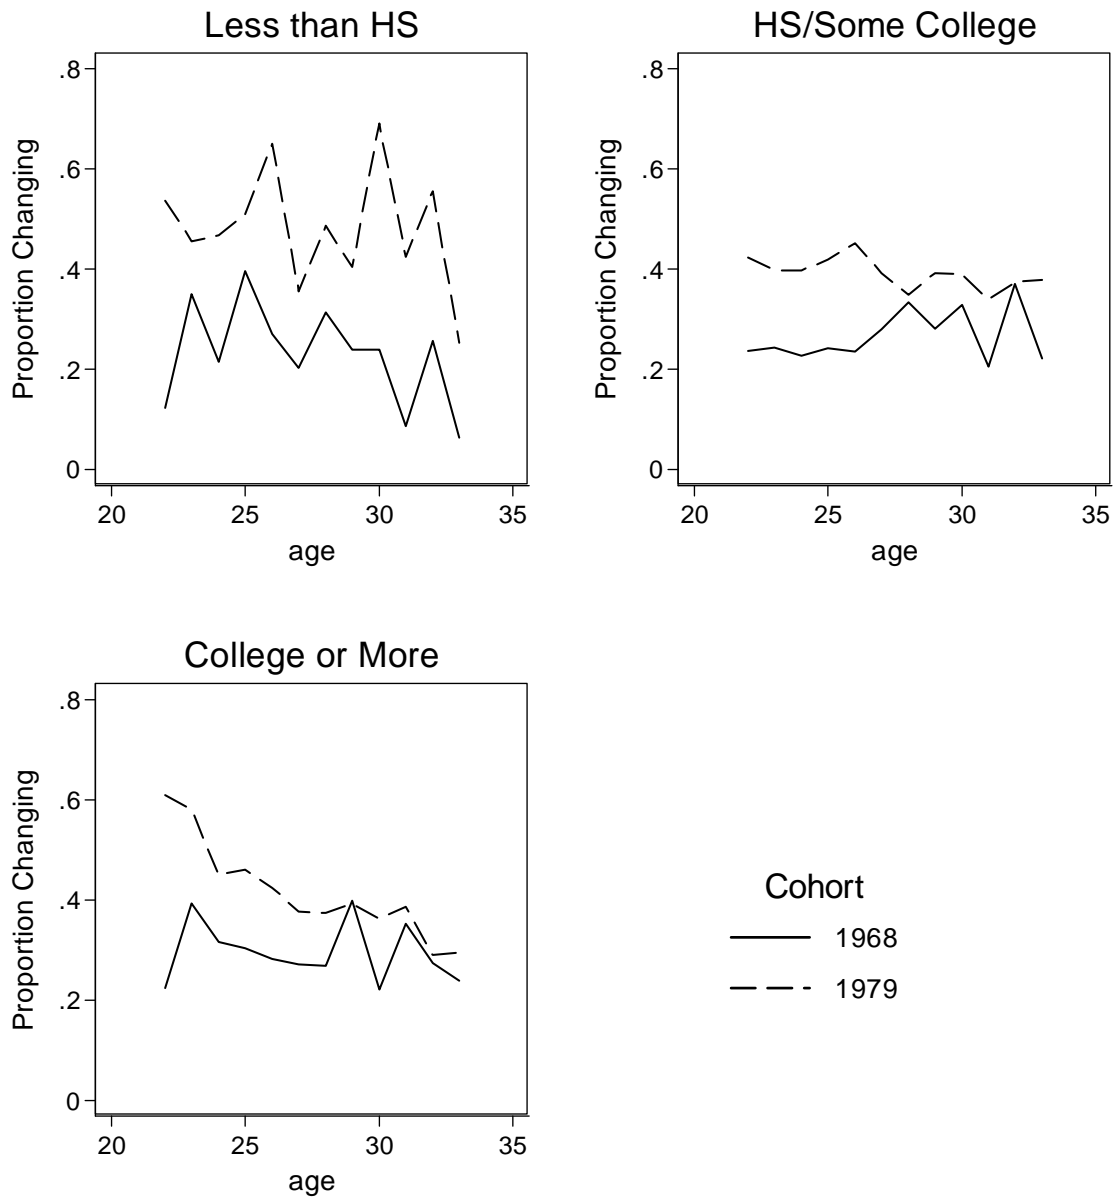 Less than HS
Proportion Changing
.8
.6
.4
.2
0
20 25 30 35
age
HS/Some College
Proportion Changing
.8
.6
.4
.2
0
20 25 30 35
age
College or More
Proportion Changing
.8
.6
.4
.2
0
20 25 30 35
age
Cohort
1968
1979